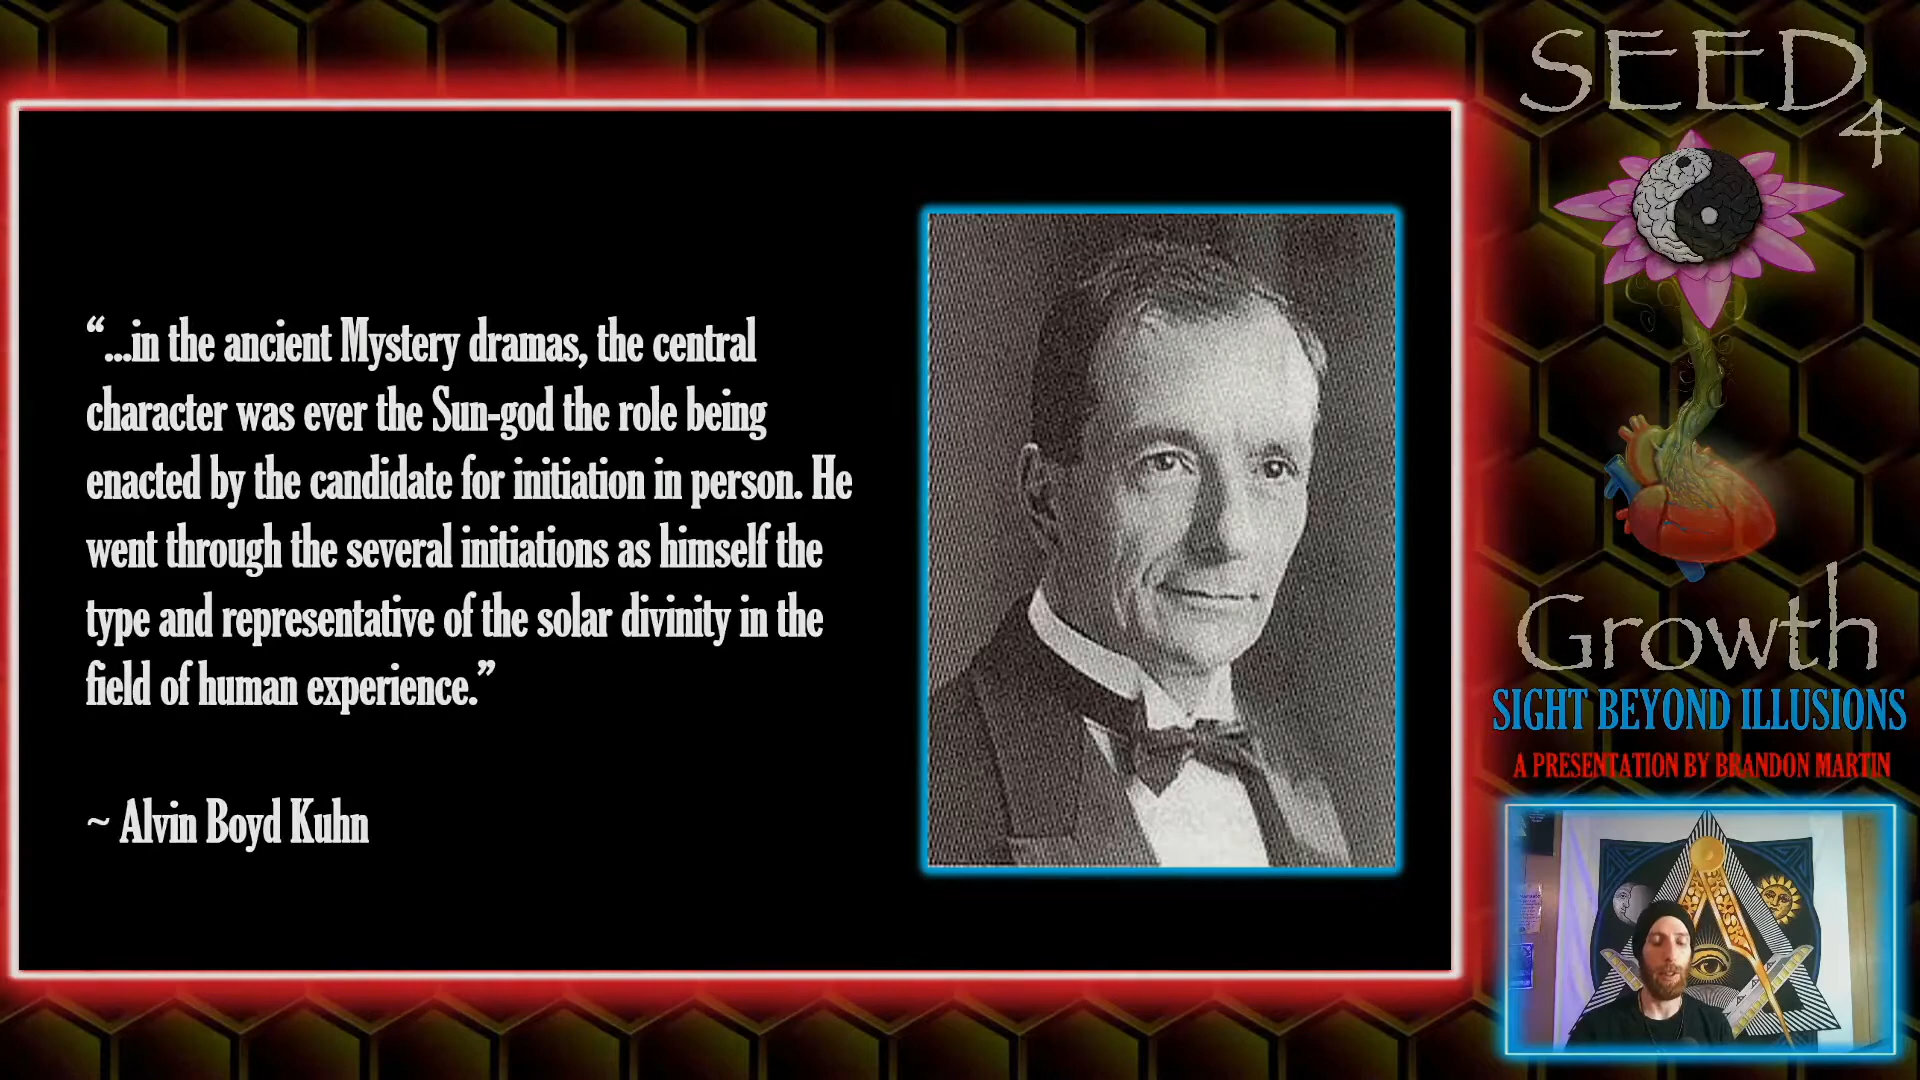 “...in the ancient Mystery dramas, the central
character was ever the Sun-god the role being
enacted by the candidate for initiation in person. He
went through the several initiations as himself the
type and representative of the solar divinity in the
field of human experience.”
~ Alvin Boyd Kuhn
SEED
4
Growth
SIGHT BEYOND ILLUSIONS
A PRESENTATION BY BRANDON MARTIN